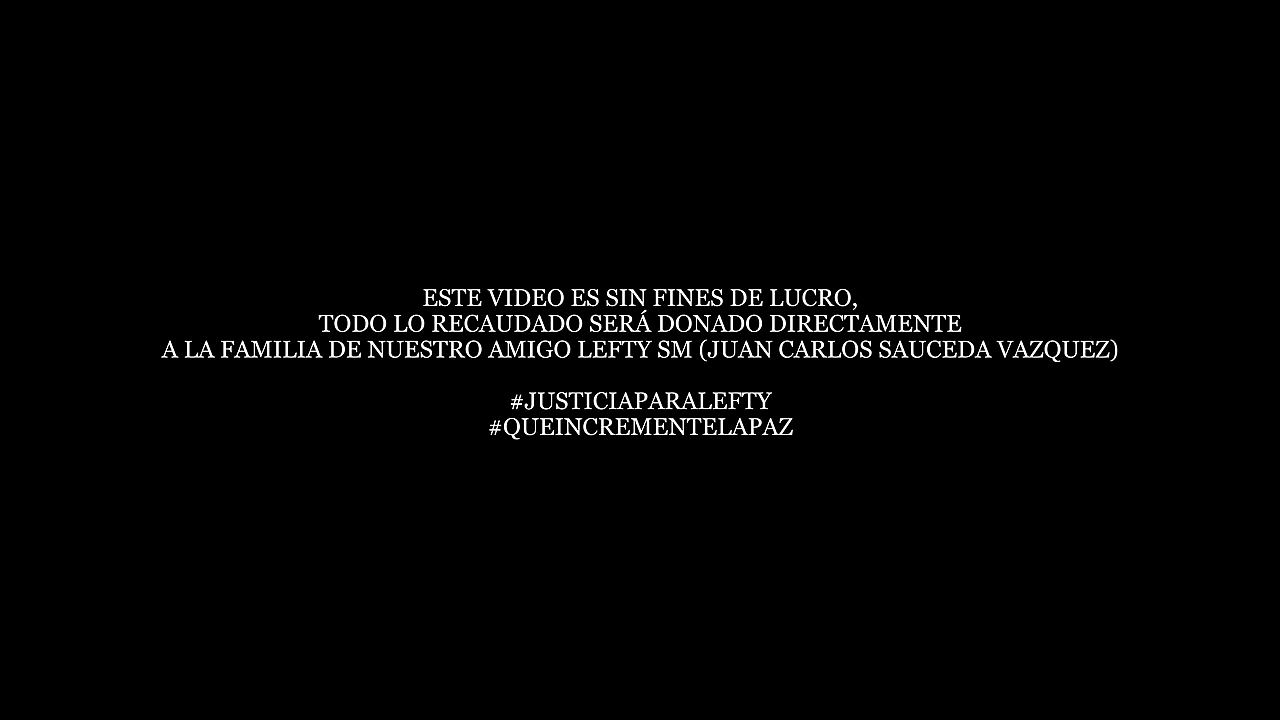 ESTE VIDEO ES SIN FINES DE LUCRO,
TODO LO RECAUDADO SERÁ DONADO DIRECTAMENTE
A LA FAMILIA DE NUESTRO AMIGO LEFTY SM (JUAN CARLOS SAUCEDA VAZQUEZ)
#JUSTICIAPARALEFTY
#QUEINCREMENTELAPAZ